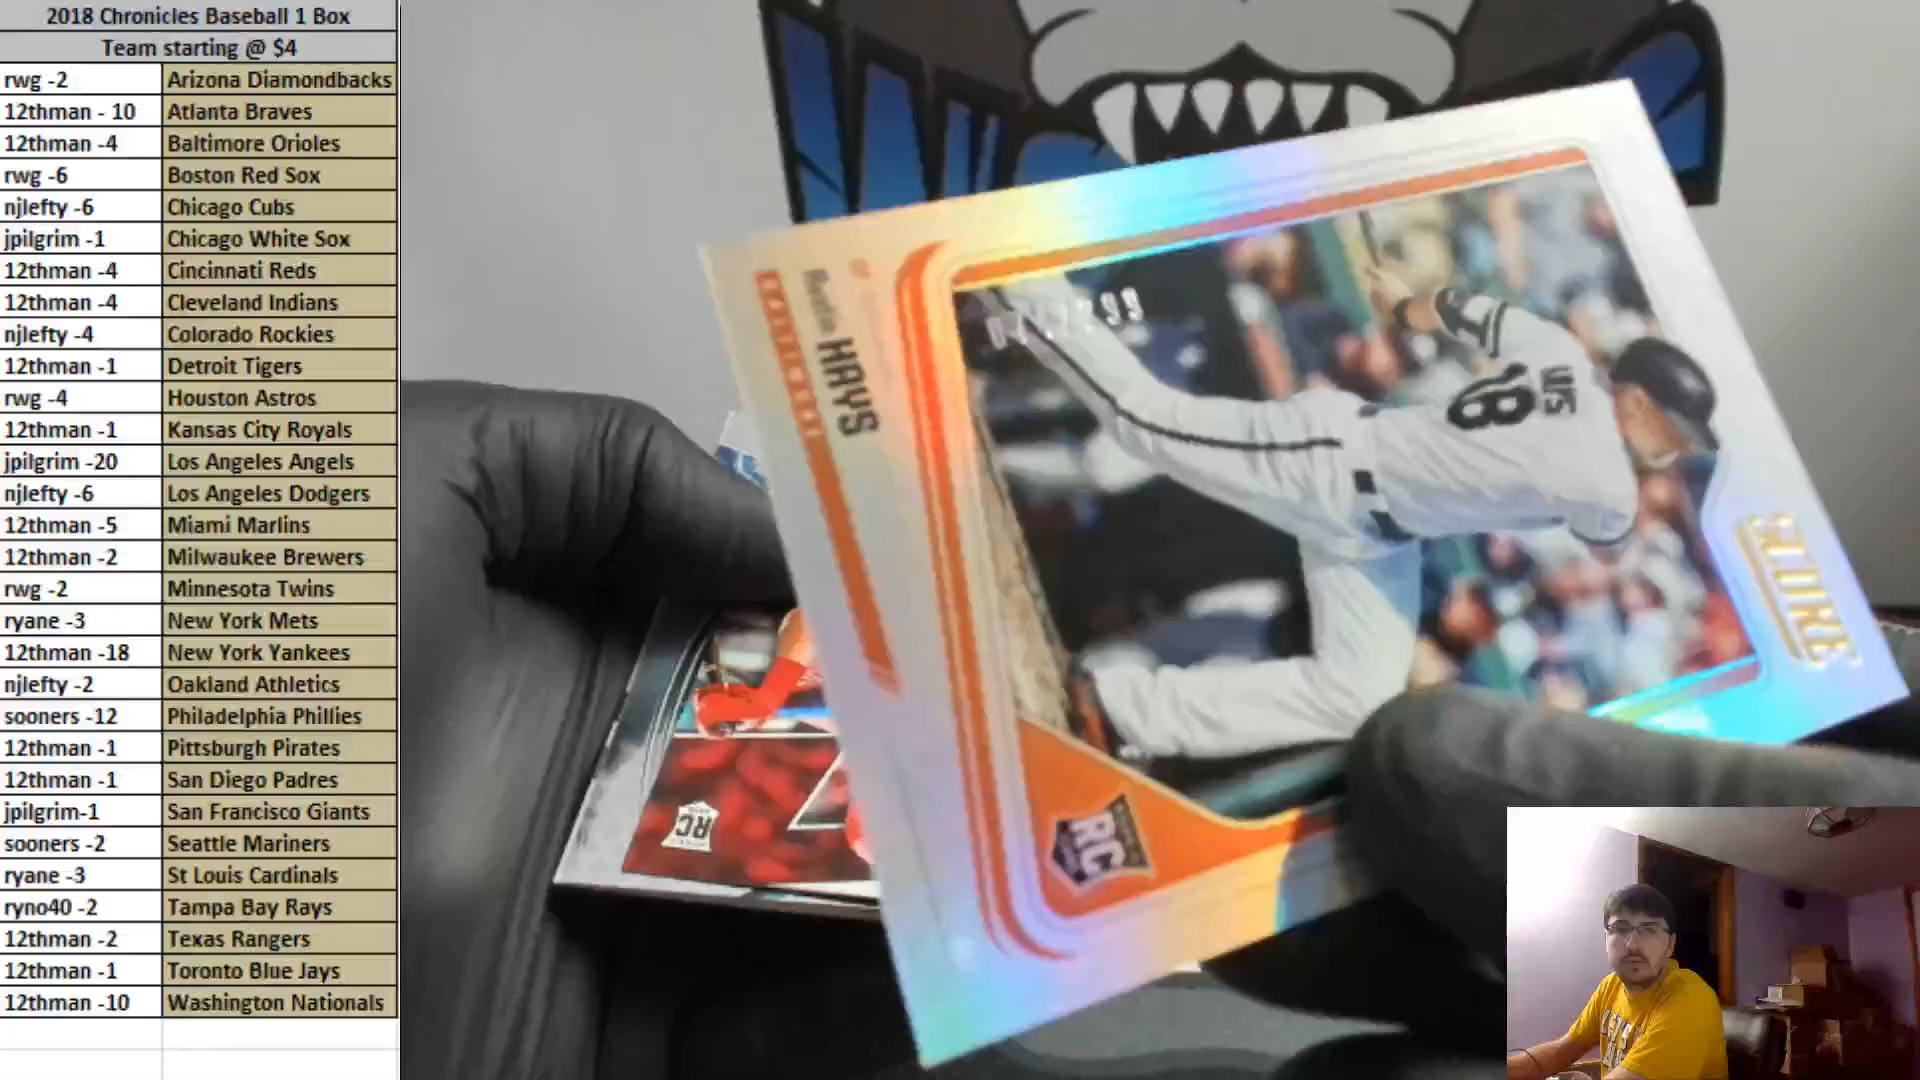 2018 Chronicles Baseball 1 Box
Team starting @ $4
rwg -2 Arizona Diamondbacks
12thman - 10 Atlanta Braves
12thman -4 Baltimore Orioles
rwg -6 Boston Red Sox
njlefty -6 Chicago Cubs
jpilgrim -1 Chicago White Sox
12thman -4 Cincinnati Reds
12thman -4 Cleveland Indians
njlefty -4 Colorado Rockies
12thman -1 Detroit Tigers
rwg -4 Houston Astros
12thman -1 Kansas City Royals
jpilgrim -20 Los Angeles Angels
njlefty -6 Los Angeles Dodgers
12thman -5 Miami Marlins
12thman -2 Milwaukee Brewers
rwg -2 Minnesota Twins
ryane -3 New York Mets
12thman -18 New York Yankees
njlefty -2 Oakland Athletics
sooners -12 Philadelphia Phillies
12thman -1 Pittsburgh Pirates
12thman -1 San Diego Padres
jpilgrim-1 San Francisco Giants
sooners -2 Seattle Mariners
ryane -3 St Louis Cardinals
ryno40 -2 Tampa Bay Rays
12thman -2 Texas Rangers
12thman -1 Toronto Blue Jays
12thman -10 Washington Nationals
Austin HAYS
18
SCORE
RC
RC